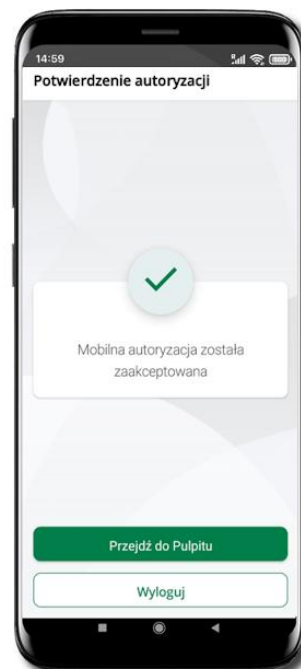 14:59
Potwierdzenie autoryzacji
Mobilna autoryzacja została
zaakceptowana
Przejdź do Pulpitu
Wyloguj